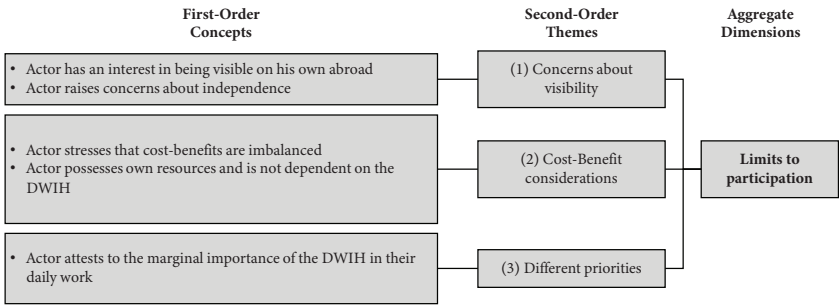 First-Order
Concepts
Second-Order
Themes
Aggregate
Dimensions
• Actor has an interest in being visible on his own abroad
• Actor raises concerns about independence
(1) Concerns about
visibility
• Actor stresses that cost-benefits are imbalanced
• Actor possesses own resources and is not dependent on the
DWIH
(2) Cost-Benefit
considerations
Limits to
participation
• Actor attests to the marginal importance of the DWIH in their
daily work
(3) Different priorities